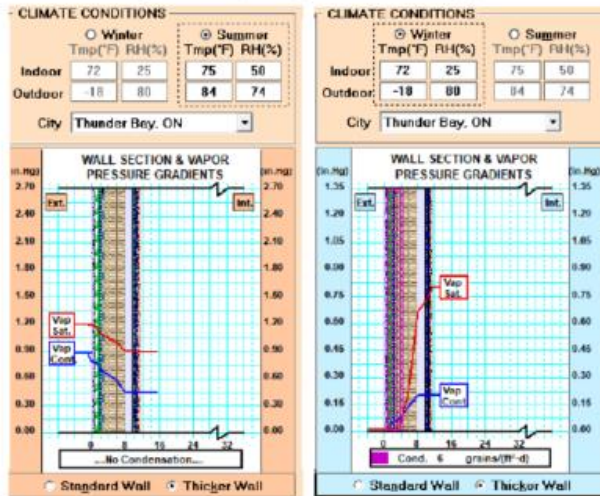 CLIMATE CONDITIONS
Winter Summer
Tmp(°F) RH(%) Tmp(°F) RH(%)
Indoor 72 25 75 50
Outdoor -18 80 84 74
City Thunder Bay, ON
WALL SECTION & VAPOR
PRESSURE GRADIENTS
(in.Hg) (in.Hg)
2.70 2.70
Ext. Int.
2.40 2.40
2.10 2.10
1.80 1.80
1.50 1.50
1.20 1.20
Vap
Sat.
0.90 0.90
Vap
Cont.
0.60 0.60
0.30 0.30
0.00 0.00
0 8 16 24 32
....No Condensation....
Standard Wall Thicker Wall
CLIMATE CONDITIONS
Winter Summer
Tmp(°F) RH(%) Tmp(°F) RH(%)
Indoor 72 25 75 50
Outdoor -18 80 84 74
City Thunder Bay, ON
WALL SECTION & VAPOR
PRESSURE GRADIENTS
(in.Hg) (in.Hg)
1.35 1.35
Ext. Int.
1.20 1.20
1.05 1.05
0.90 0.90
0.75 0.75
Vap
Sat.
0.60 0.60
0.45 0.45
0.30 0.30
Vap
Cont.
0.15 0.15
0.00 0.00
0 8 16 24 32
Cond. 6 grains/(ft²-d)
Standard Wall Thicker Wall